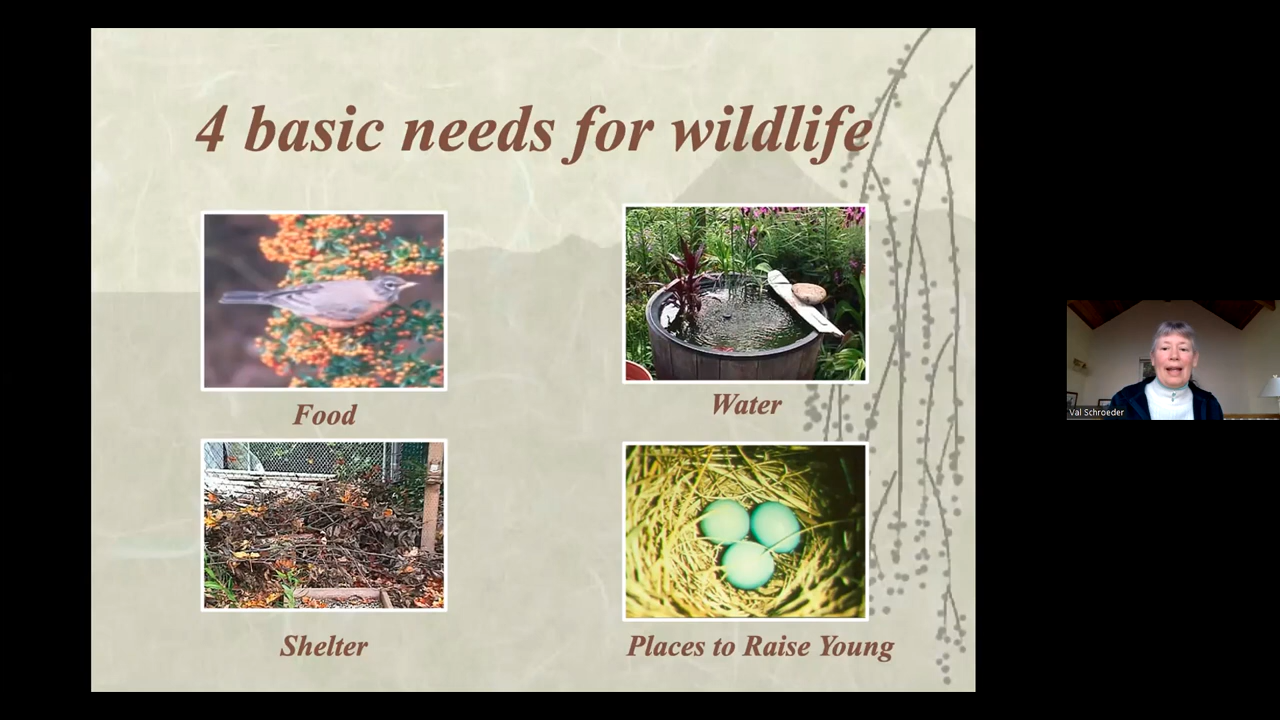 4 basic needs for wildlife
Food
Water
Shelter
Places to Raise Young
Val Schroeder